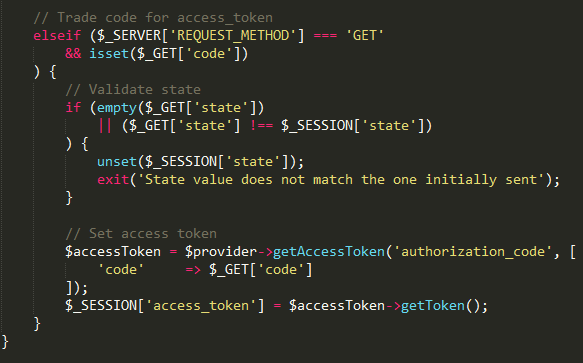 // Trade code for access_token
elseif ($_SERVER['REQUEST_METHOD'] === 'GET'
&& isset($_GET['code'])
) {
// Validate state
if (empty($_GET['state'])
|| ($_GET['state'] !== $_SESSION['state'])
) {
unset($_SESSION['state']);
exit('State value does not match the one initially sent');
}
// Set access token
$accessToken = $provider->getAccessToken('authorization_code', [
'code' => $_GET['code']
]);
$_SESSION['access_token'] = $accessToken->getToken();
}
}